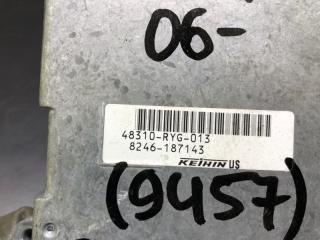 06-
48310-RYG-013
8246-187143
KEIHIN US
(9457)